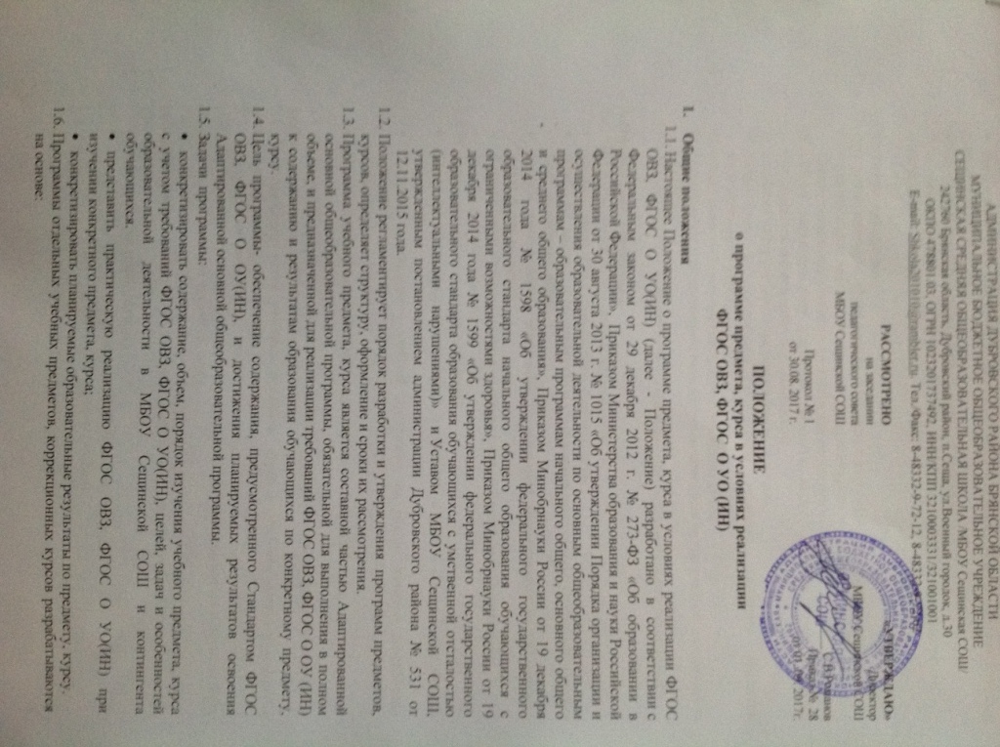 АДМИНИСТРАЦИЯ ДУБРОВСКОГО РАЙОНА БРЯНСКОЙ ОБЛАСТИ
МУНИЦИПАЛЬНОЕ БЮДЖЕТНОЕ ОБЩЕОБРАЗОВАТЕЛЬНОЕ УЧРЕЖДЕНИЕ
СЕЩИНСКАЯ СРЕДНЯЯ ОБЩЕОБРАЗОВАТЕЛЬНАЯ ШКОЛА /МБОУ Сещинская СОШ/
242760 Брянская область, Дубровский район, п.Сеща, ул.Военный городок, д.30
ОКПО 47880103, ОГРН 1023201737492, ИНН/КПП 3210003331/321001001
E-mail: Тел. Факс: 8-48332-9-72-12,
РАССМОТРЕНО
на заседании
педагогического совета
МБОУ Сещинской СОШ
Протокол № 1
от 30.08. 2017 г.
«УТВЕРЖДАЮ»
Директор
МБОУ Сещинской СОШ
Приказ № 28
2017г.
ПОЛОЖЕНИЕ
о программе предмета, курса в условиях реализации
ФГОС ОВЗ, ФГОС О УО (ИН)
1. Общие положения
1.1. Настоящее Положение о программе предмета, курса в условиях реализации ФГОС
ОВЗ, ФГОС О УО(ИН) (далее - Положение) разработано в соответствии с
Федеральным законом от 29 декабря 2012 г. № 273-ФЗ «Об образовании в
Российской Федерации», Приказом Министерства образования и науки Российской
Федерации от 30 августа 2013 г. № 1015 «Об утверждении Порядка организации и
осуществления образовательной деятельности по основным общеобразовательным
программам – образовательным программам начального общего, основного общего
и среднего общего образования», Приказом Минобрнауки России от 19 декабря
2014 года № 1598 «Об утверждении федерального государственного
образовательного стандарта начального общего образования обучающихся с
ограниченными возможностями здоровья», Приказом Минобрнауки России от 19
декабря 2014 года № 1599 «Об утверждении федерального государственного
образовательного стандарта образования обучающихся с умственной отсталостью
(интеллектуальными нарушениями)» и Уставом МБОУ Сещинской СОШ,
утвержденным постановлением администрации Дубровского района № 531 от
12.11.2015 года.
1.2. Положение регламентирует порядок разработки и утверждения программ предметов,
курсов, определяет структуру, оформление и сроки их рассмотрения.
1.3. Программа учебного предмета, курса является составной частью Адаптированной
основной общеобразовательной программы, обязательной для выполнения в полном
объеме, и предназначенной для реализации требований ФГОС ОВЗ, ФГОС О УО (ИН)
к содержанию и результатам образования обучающихся по конкретному предмету,
курсу.
1.4. Цель программы- обеспечение содержания, предусмотренного Стандартом ФГОС
ОВЗ, ФГОС О УО(ИН), и достижения планируемых результатов освоения
Адаптированной основной общеобразовательной программы.
1.5. Задачи программы:
• конкретизировать содержание, объем, порядок изучения учебного предмета, курса
с учетом требований ФГОС ОВЗ, ФГОС О УО(ИН), целей, задач и особенностей
образовательной деятельности в МБОУ Сещинской СОШ и контингента
обучающихся.
• представить практическую реализацию ФГОС ОВЗ, ФГОС О УО(ИН) при
изучении конкретного предмета, курса;
• конкретизировать планируемые образовательные результаты по предмету, курсу.
1.6. Программы отдельных учебных предметов, коррекционных курсов разрабатываются
на основе: